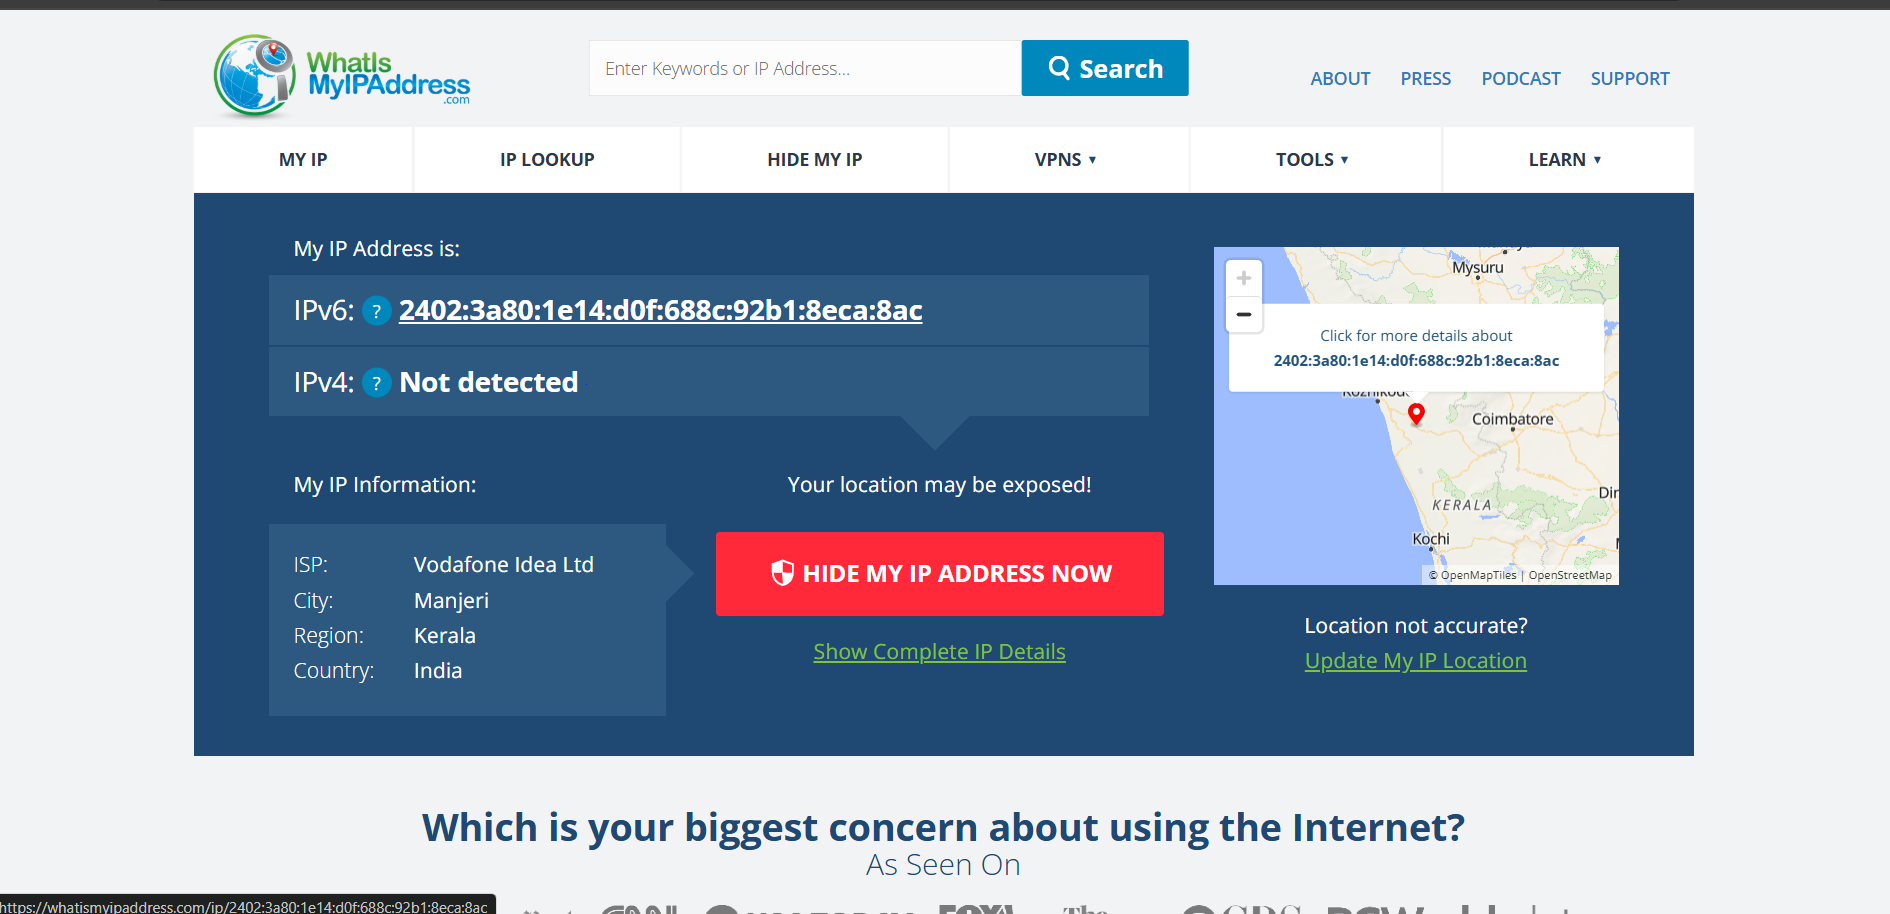 WhatIs
MyIPAddress
.com
Enter Keywords or IP Address...
Search
ABOUT PRESS PODCAST SUPPORT
MY IP IP LOOKUP HIDE MY IP VPNS ▼ TOOLS ▼ LEARN ▼
My IP Address is:
IPv6: ? 2402:3a80:1e14:d0f:688c:92b1:8eca:8ac
IPv4: ? Not detected
My IP Information:
ISP: Vodafone Idea Ltd
City: Manjeri
Region: Kerala
Country: India
Your location may be exposed!
HIDE MY IP ADDRESS NOW
Show Complete IP Details
+
−
Mysuru
Click for more details about
2402:3a80:1e14:d0f:688c:92b1:8eca:8ac
Coimbatore
KERALA
Kochi
© OpenMapTiles | OpenStreetMap
Location not accurate?
Update My IP Location
Which is your biggest concern about using the Internet?
As Seen On
https://whatismyipaddress.com/ip/2402:3a80:1e14:d0f:688c:92b1:8eca:8ac